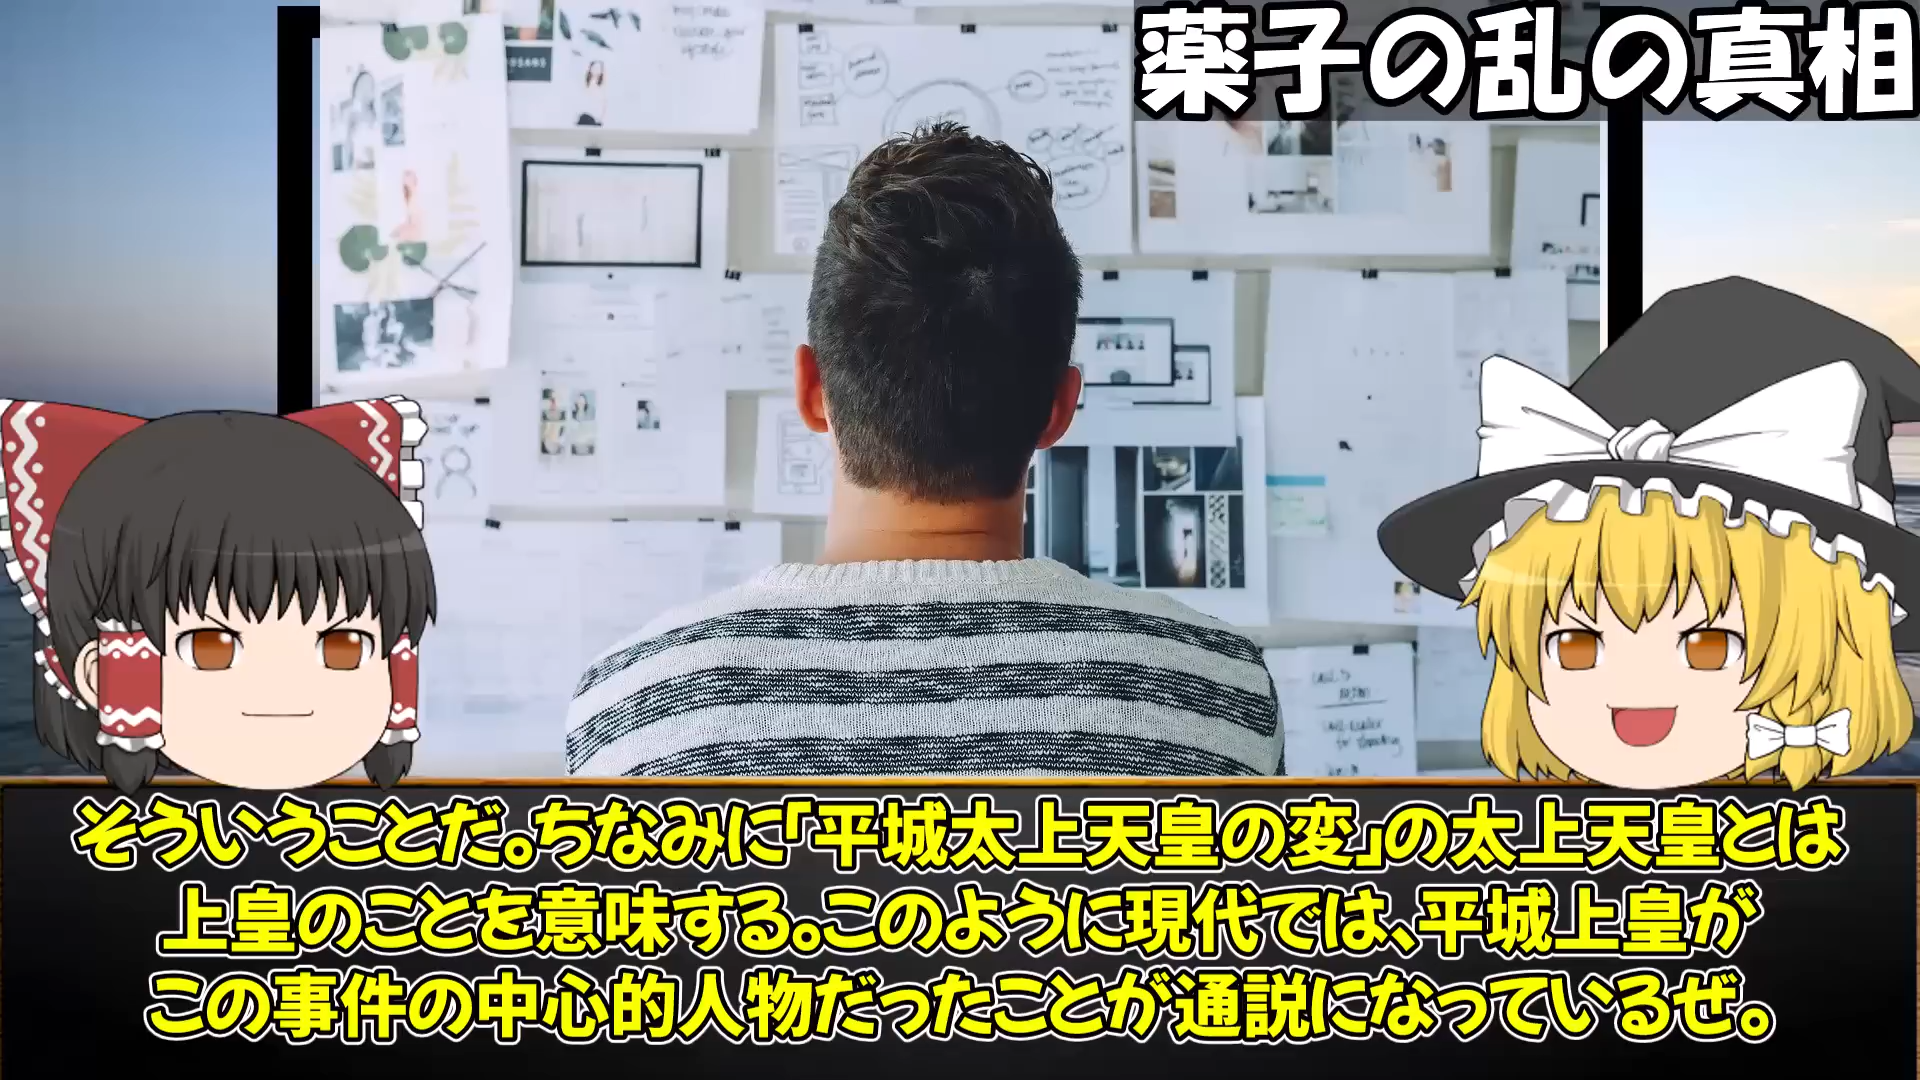 薬子の乱の真相
そういうことだ。ちなみに「平城太上天皇の変」の太上天皇とは
上皇のことを意味する。このように現代では、平城上皇が
この事件の中心的人物だったことが通説になっているぜ。